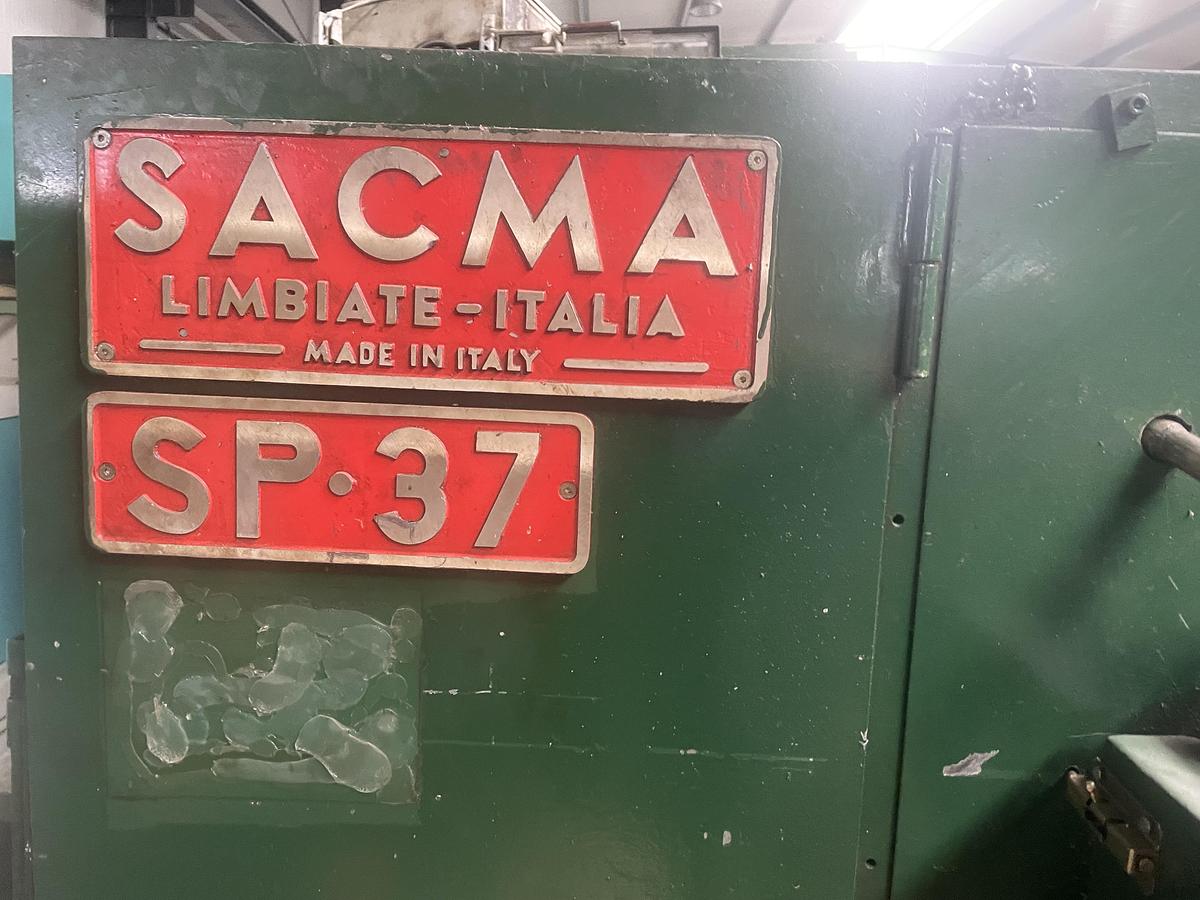 SACMA
LIMBIATE-ITALIA
MADE IN ITALY
SP·37